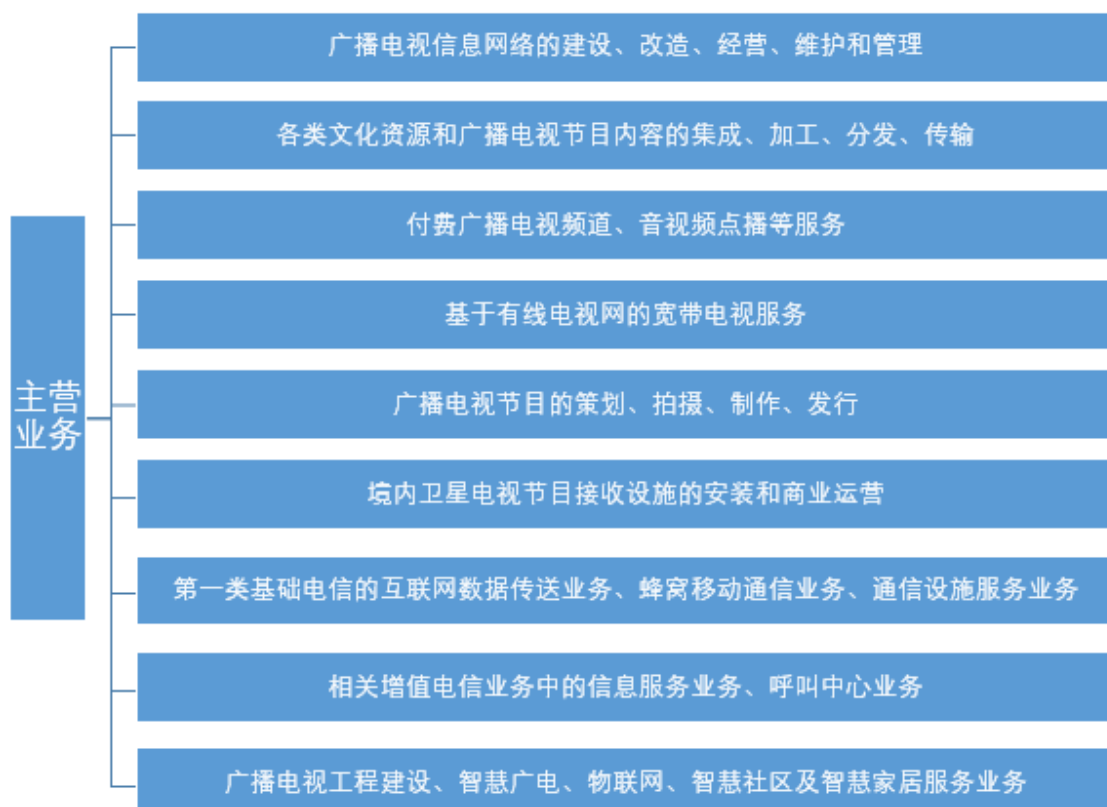 广播电视信息网络的建设、改造、经营、维护和管理
各类文化资源和广播电视节目内容的集成、加工、分发、传输
付费广播电视频道、音视频点播等服务
基于有线电视网的宽带电视服务
主营
业务
广播电视节目的策划、拍摄、制作、发行
境内卫星电视节目接收设施的安装和商业运营
第一类基础电信的互联网数据传送业务、蜂窝移动通信业务、通信设施服务业务
相关增值电信业务中的信息服务业务、呼叫中心业务
广播电视工程建设、智慧广电、物联网、智慧社区及智慧家居服务业务